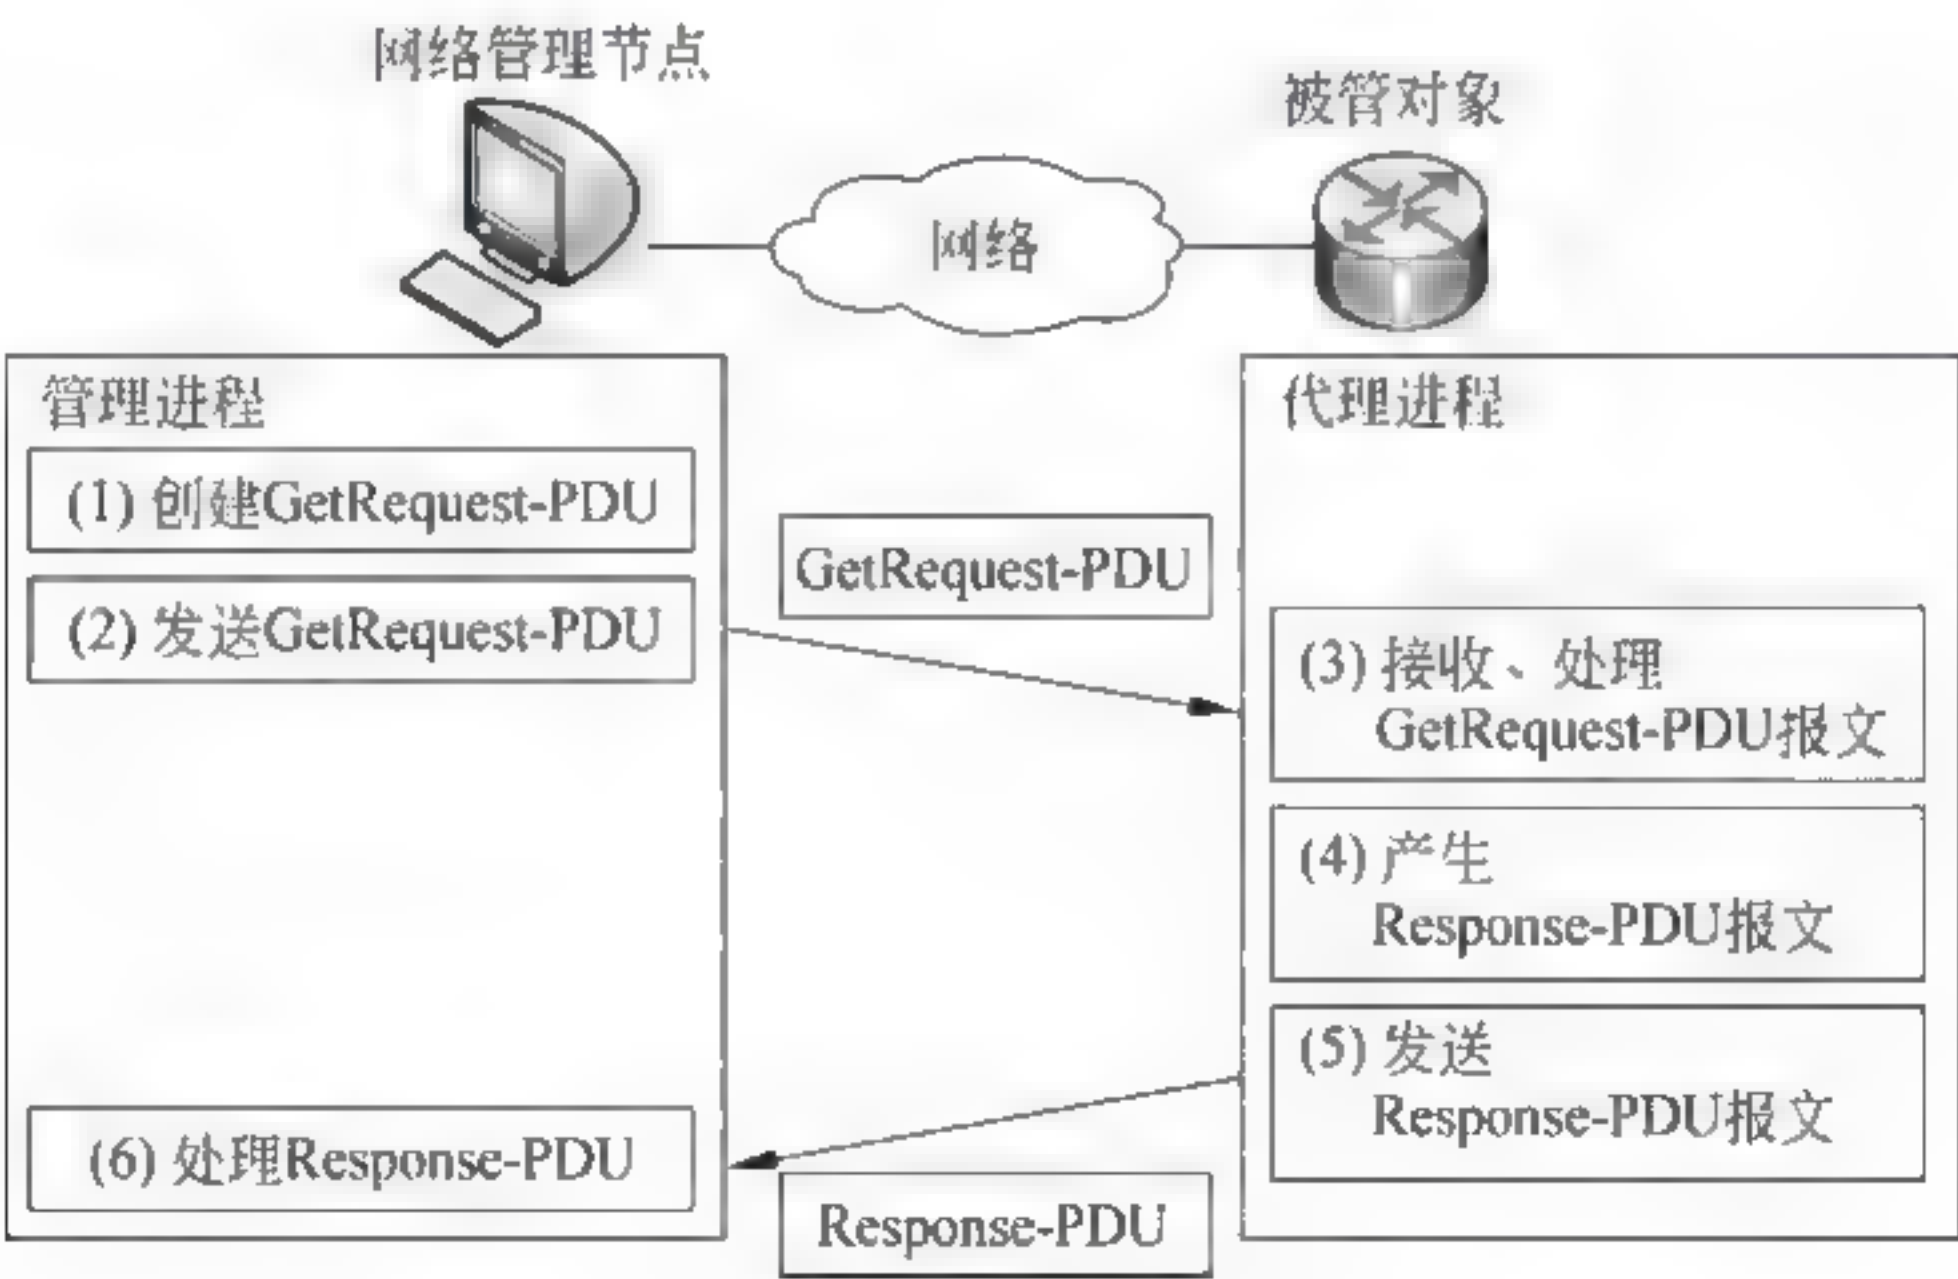 网络管理节点
被管对象
网络
管理进程
(1) 创建GetRequest-PDU
(2) 发送GetRequest-PDU
GetRequest-PDU
代理进程
(3) 接收、处理
GetRequest-PDU报文
(4) 产生
Response-PDU报文
(5) 发送
Response-PDU报文
(6) 处理Response-PDU
Response-PDU